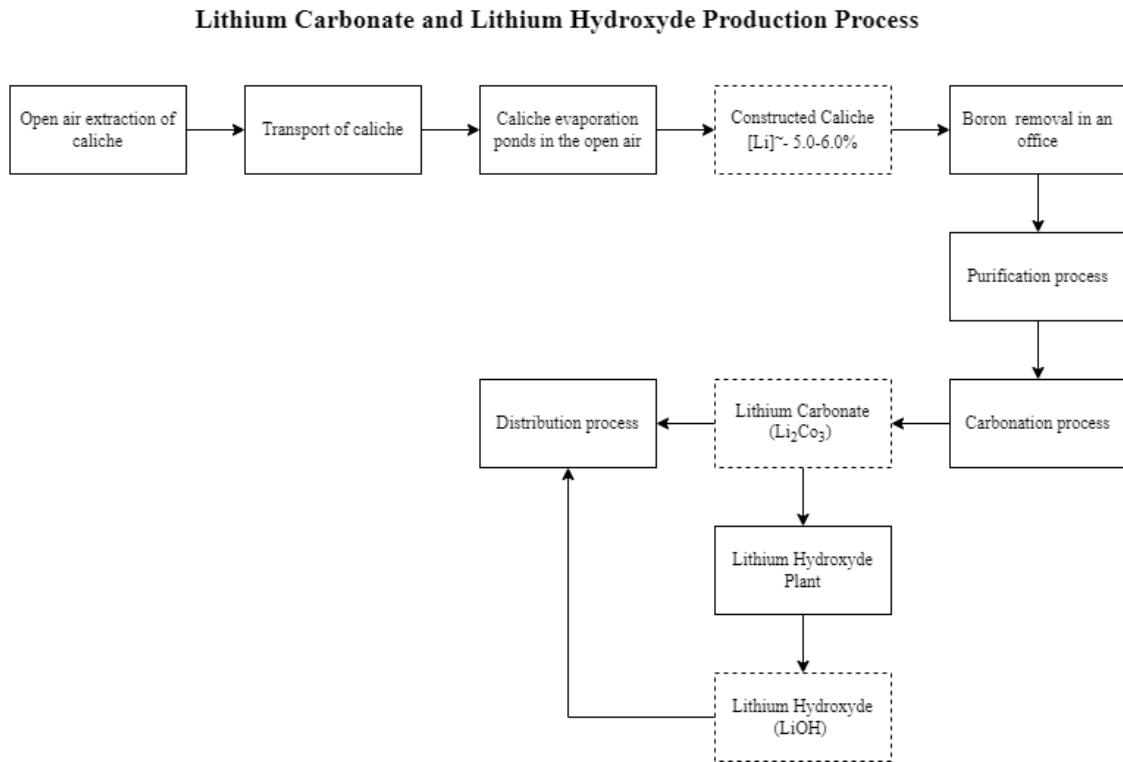 Lithium Carbonate and Lithium Hydroxyde Production Process
Open air extraction of
caliche
Transport of caliche
Caliche evaporation
ponds in the open air
Constructed Caliche
[Li]~- 5.0-6.0%
Boron removal in an
office
Purification process
Distribution process
Lithium Carbonate
(Li₂Co₃)
Carbonation process
Lithium Hydroxyde
Plant
Lithium Hydroxyde
(LiOH)